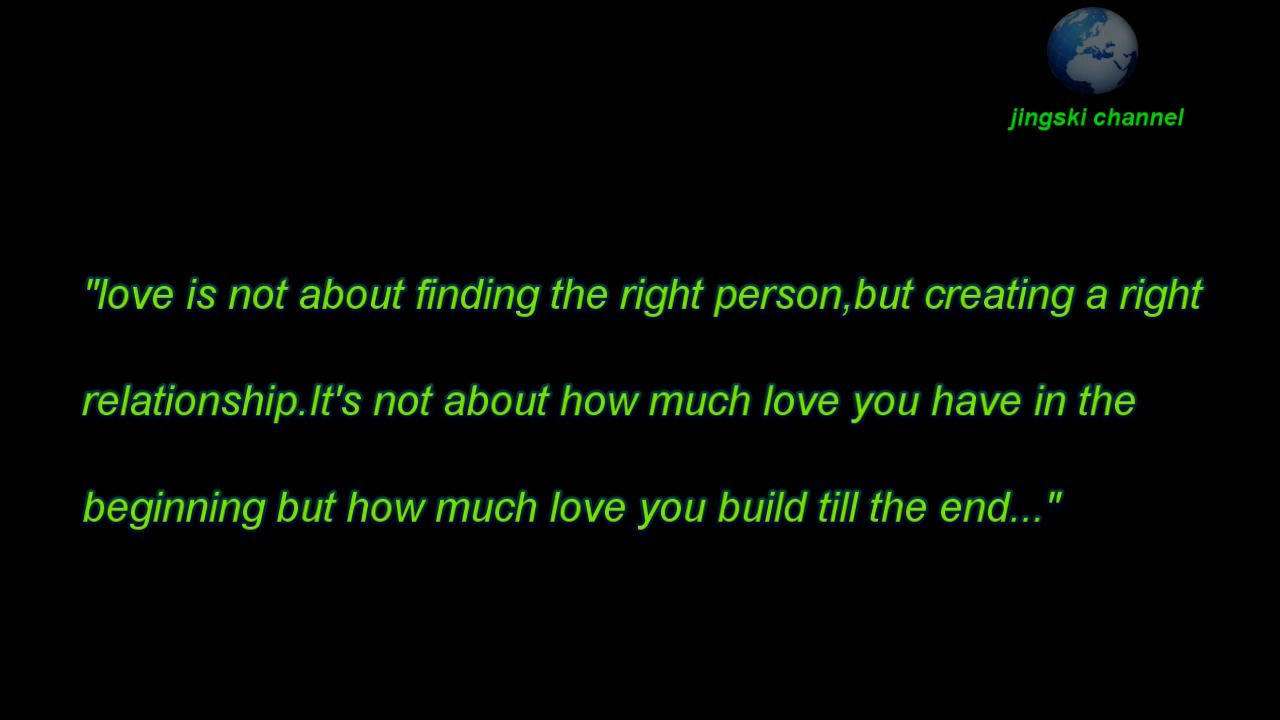 jingski channel
"love is not about finding the right person,but creating a right
relationship.It's not about how much love you have in the
beginning but how much love you build till the end..."